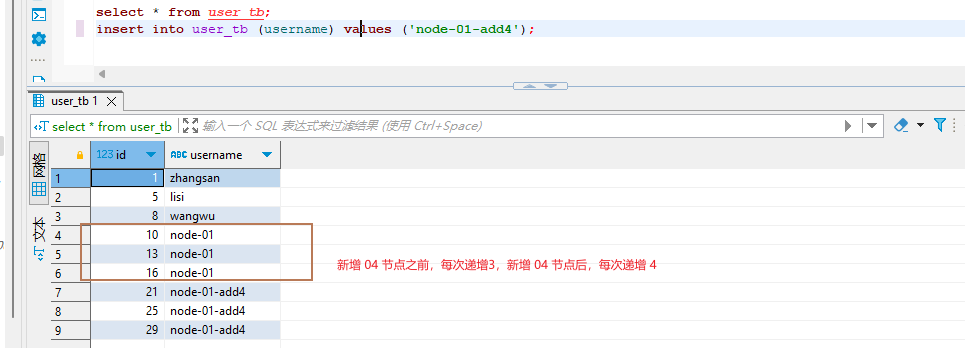 select * from user_tb;
insert into user_tb (username) values ('node-01-add4');
user_tb 1
select * from user_tb
输入一个 SQL 表达式来过滤结果 (使用 Ctrl+Space)
网格
文本
123 id
ABC username
1 1 zhangsan
2 5 lisi
3 8 wangwu
4 10 node-01
5 13 node-01
6 16 node-01
7 21 node-01-add4
8 25 node-01-add4
9 29 node-01-add4
新增 04 节点之前，每次递增3，新增 04 节点后，每次递增 4